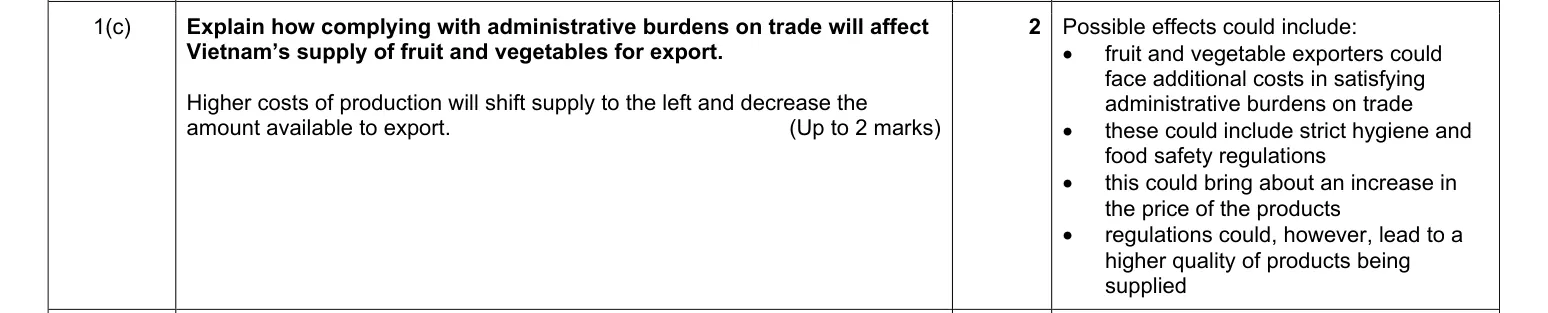 1(c)
Explain how complying with administrative burdens on trade will affect
Vietnam’s supply of fruit and vegetables for export.
Higher costs of production will shift supply to the left and decrease the
amount available to export. (Up to 2 marks)
2
Possible effects could include:
• fruit and vegetable exporters could
face additional costs in satisfying
administrative burdens on trade
• these could include strict hygiene and
food safety regulations
• this could bring about an increase in
the price of the products
• regulations could, however, lead to a
higher quality of products being
supplied